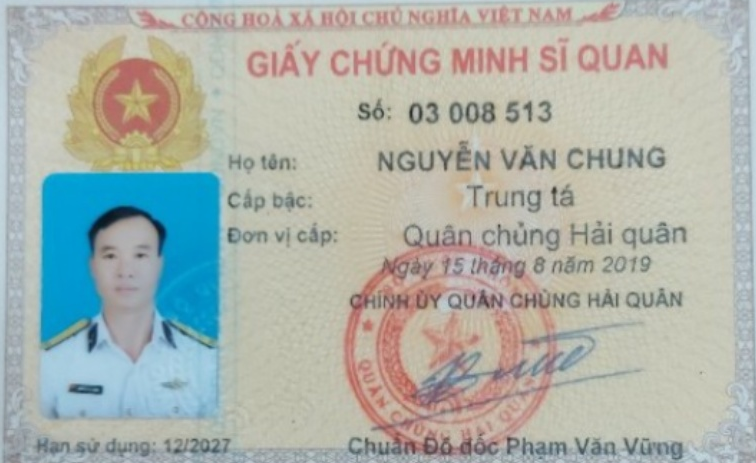 CỘNG HOÀ XÃ HỘI CHỦ NGHĨA VIỆT NAM
GIẤY CHỨNG MINH SĨ QUAN
Số: 03 008 513
Họ tên: NGUYỄN VĂN CHUNG
Cấp bậc: Trung tá
Đơn vị cấp: Quân chủng Hải quân
Ngày 15 tháng 8 năm 2019
CHÍNH ỦY QUÂN CHỦNG HẢI QUÂN
QUÂN CHỦNG HẢI QUÂN
Hạn sử dụng: 12/2027
Chuẩn Đô đốc Phạm Văn Vững